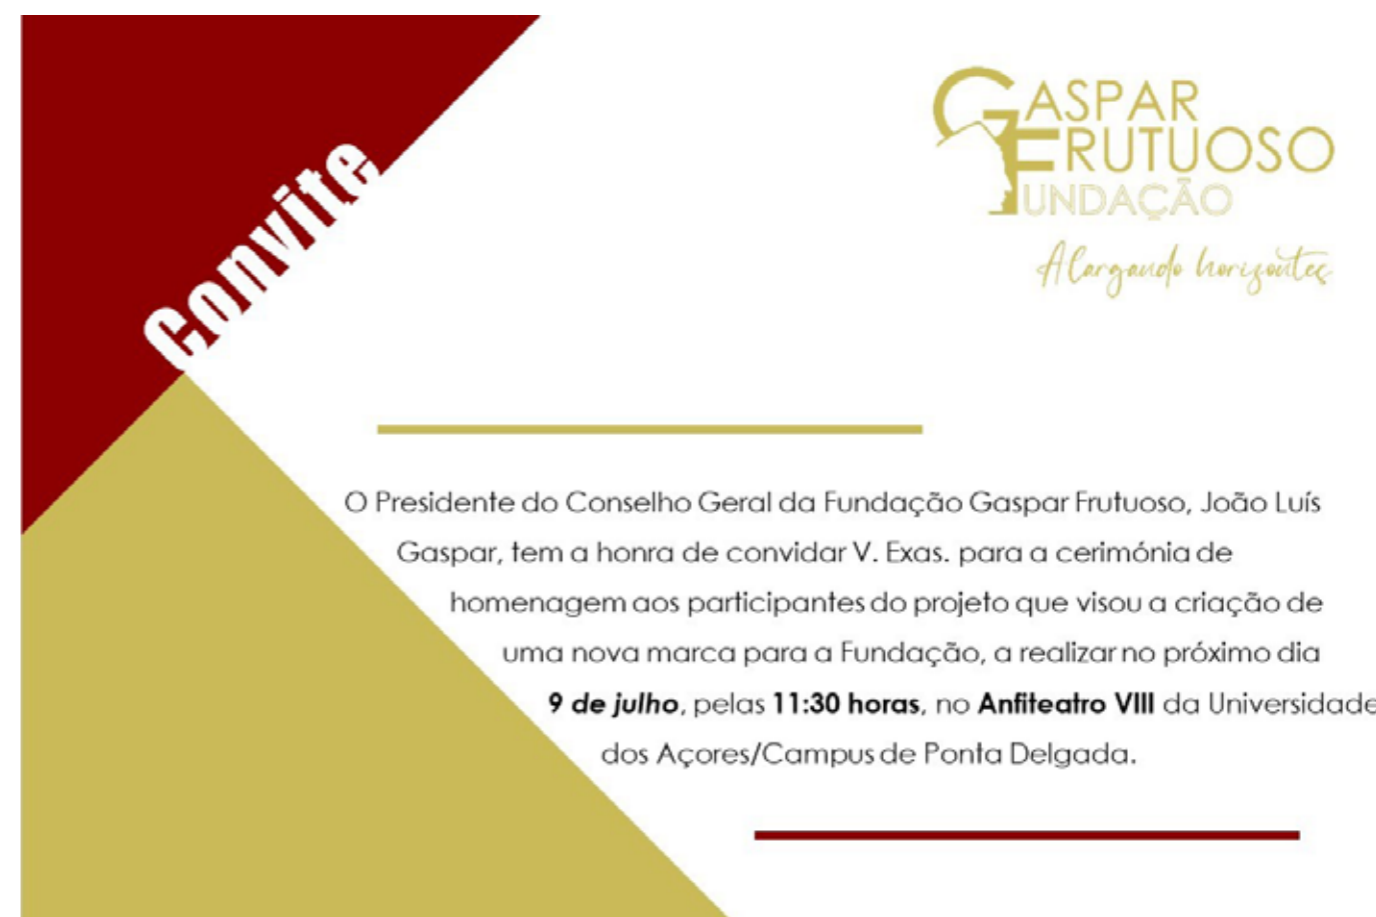 Convite
GASPAR
FRUTUOSO
FUNDAÇÃO
Alargando horizontes
O Presidente do Conselho Geral da Fundação Gaspar Frutuoso, João Luís
Gaspar, tem a honra de convidar V. Exas. para a cerimónia de
homenagem aos participantes do projeto que visou a criação de
uma nova marca para a Fundação, a realizar no próximo dia
9 de julho, pelas 11:30 horas, no Anfiteatro VIII da Universidade
dos Açores/Campus de Ponta Delgada.